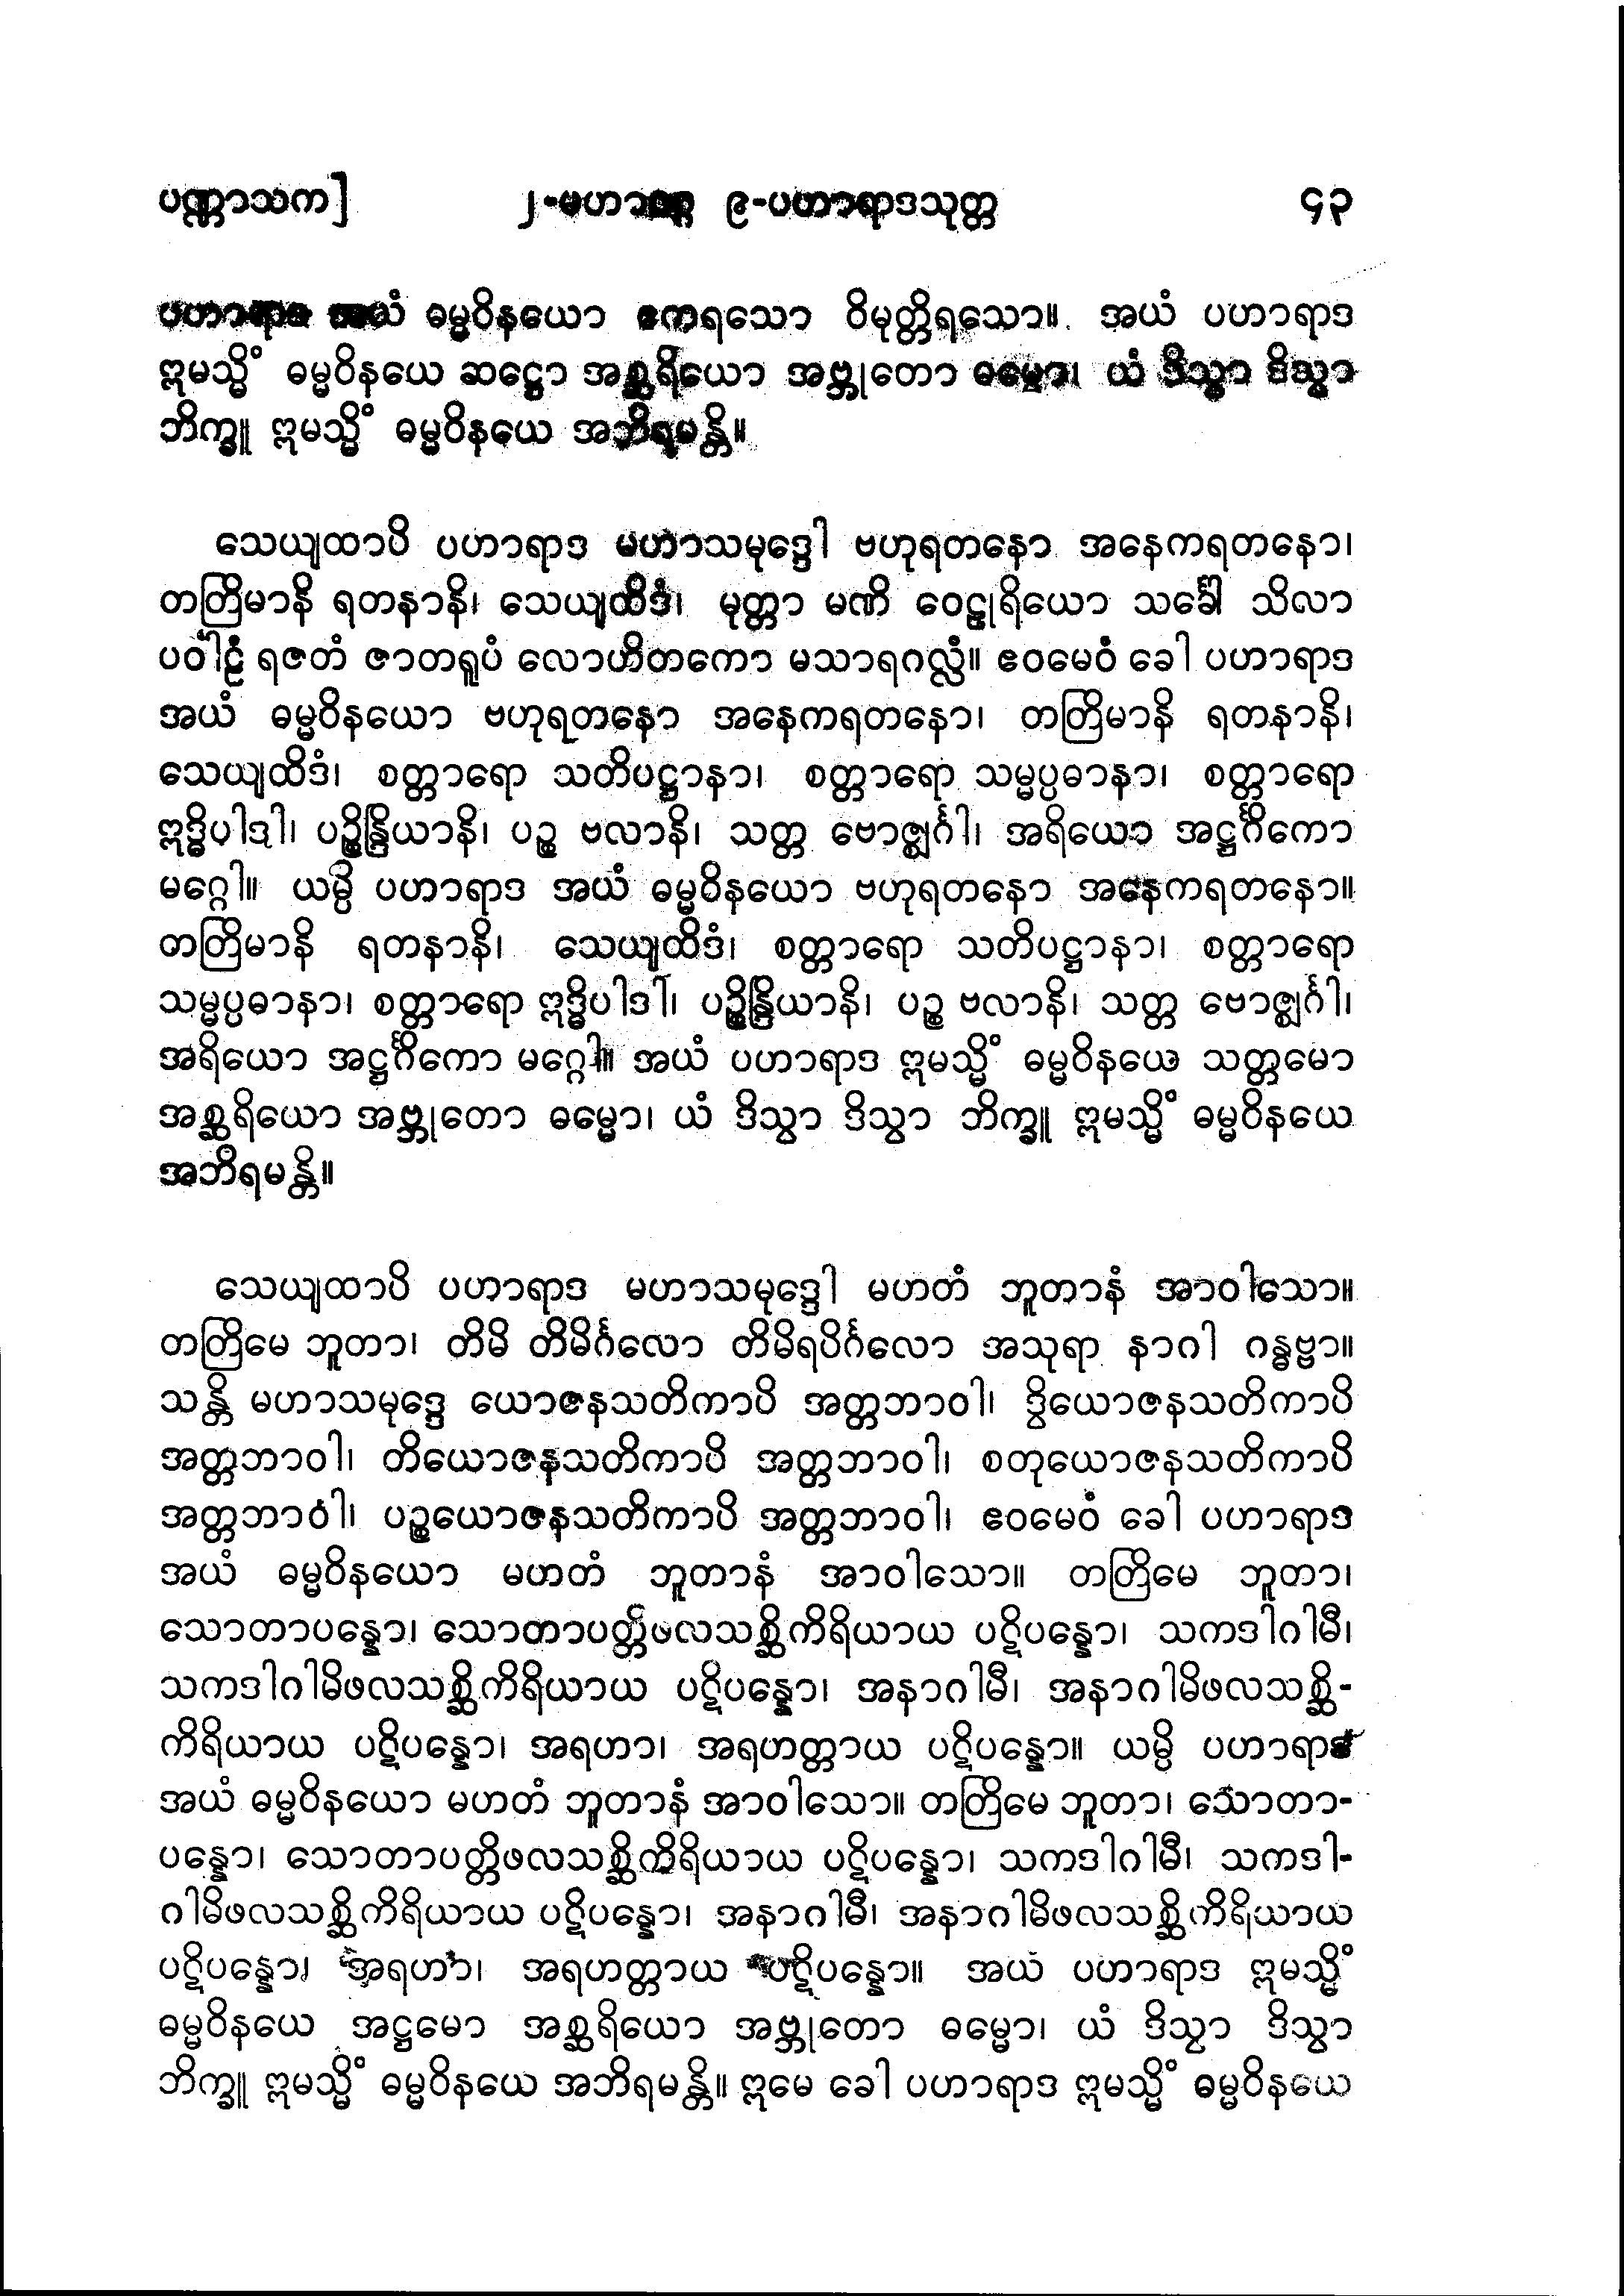 ပဏ္ဏာသက] ၂-မဟာဝဂ္ဂ ၉-ပဟာရာဒသုတ္တ ၄၃
ပဟာရာဒ အယံ ဓမ္မဝိနယော ဧကရသော ဝိမုတ္တိရသော။ အယံ ပဟာရာဒ
ဣမသ္မိံ ဓမ္မဝိနယေ ဆဋ္ဌော အစ္ဆရိယော အဗ္ဘုတော ဓမ္မော၊ ယံ ဒိသွာ ဒိသွာ
ဘိက္ခူ ဣမသ္မိံ ဓမ္မဝိနယေ အဘိရမန္တိ။
သေယျထာပိ ပဟာရာဒ မဟာသမုဒ္ဒေါ ဗဟုရတနော အနေကရတနော၊
တတြိမာနိ ရတနာနိ၊ သေယျထိဒံ၊ မုတ္တာ မဏိ ဝေဠုရိယော သင်္ခေါ သိလာ
ပဝါဠံ ရဇတံ ဇာတရူပံ လောဟိတကော မသာရဂလ္လံ။ ဧဝမေဝံ ခေါ ပဟာရာဒ
အယံ ဓမ္မဝိနယော ဗဟုရတနော အနေကရတနော၊ တတြိမာနိ ရတနာနိ၊
သေယျထိဒံ၊ စတ္တာရော သတိပဋ္ဌာနာ၊ စတ္တာရော သမ္မပ္ပဓာနာ၊ စတ္တာရော
ဣဒ္ဓိပါဒါ၊ ပဉ္စိန္ဒြိယာနိ၊ ပဉ္စ ဗလာနိ၊ သတ္တ ဗောဇ္ဈင်္ဂါ၊ အရိယော အဋ္ဌင်္ဂိကော
မဂ္ဂေါ။ ယမ္ပိ ပဟာရာဒ အယံ ဓမ္မဝိနယော ဗဟုရတနော အနေကရတနော။
တတြိမာနိ ရတနာနိ၊ သေယျထိဒံ၊ စတ္တာရော သတိပဋ္ဌာနာ၊ စတ္တာရော
သမ္မပ္ပဓာနာ၊ စတ္တာရော ဣဒ္ဓိပါဒါ၊ ပဉ္စိန္ဒြိယာနိ၊ ပဉ္စ ဗလာနိ၊ သတ္တ ဗောဇ္ဈင်္ဂါ၊
အရိယော အဋ္ဌင်္ဂိကော မဂ္ဂေါ။ အယံ ပဟာရာဒ ဣမသ္မိံ ဓမ္မဝိနယေ သတ္တမော
အစ္ဆရိယော အဗ္ဘုတော ဓမ္မော၊ ယံ ဒိသွာ ဒိသွာ ဘိက္ခူ ဣမသ္မိံ ဓမ္မဝိနယေ
အဘိရမန္တိ။
သေယျထာပိ ပဟာရာဒ မဟာသမုဒ္ဒေါ မဟတံ ဘူတာနံ အာဝါသော။
တတြိမေ ဘူတာ၊ တိမိ တိမိင်္ဂလော တိမိရပိင်္ဂလော အသုရာ နာဂါ ဂန္ဓဗ္ဗာ။
သန္တိ မဟာသမုဒ္ဒေ ယောဇနသတိကာပိ အတ္တဘာဝါ၊ ဒွိယောဇနသတိကာပိ
အတ္တဘာဝါ၊ တိယောဇနသတိကာပိ အတ္တဘာဝါ၊ စတုယောဇနသတိကာပိ
အတ္တဘာဝါ၊ ပဉ္စယောဇနသတိကာပိ အတ္တဘာဝါ၊ ဧဝမေဝံ ခေါ ပဟာရာဒ
အယံ ဓမ္မဝိနယော မဟတံ ဘူတာနံ အာဝါသော။ တတြိမေ ဘူတာ၊
သောတာပန္နော၊ သောတာပတ္တိဖလသစ္ဆိကိရိယာယ ပဋိပန္နော၊ သကဒါဂါမီ၊
သကဒါဂါမိဖလသစ္ဆိကိရိယာယ ပဋိပန္နော၊ အနာဂါမီ၊ အနာဂါမိဖလသစ္ဆိ-
ကိရိယာယ ပဋိပန္နော၊ အရဟာ၊ အရဟတ္တာယ ပဋိပန္နော။ ယမ္ပိ ပဟာရာဒ
အယံ ဓမ္မဝိနယော မဟတံ ဘူတာနံ အာဝါသော။ တတြိမေ ဘူတာ၊ သောတာ-
ပန္နော၊ သောတာပတ္တိဖလသစ္ဆိကိရိယာယ ပဋိပန္နော၊ သကဒါဂါမီ၊ သကဒါ-
ဂါမိဖလသစ္ဆိကိရိယာယ ပဋိပန္နော၊ အနာဂါမီ၊ အနာဂါမိဖလသစ္ဆိကိရိယာယ
ပဋိပန္နော၊ အရဟာ၊ အရဟတ္တာယ ပဋိပန္နော။ အယံ ပဟာရာဒ ဣမသ္မိံ
ဓမ္မဝိနယေ အဋ္ဌမော အစ္ဆရိယော အဗ္ဘုတော ဓမ္မော၊ ယံ ဒိသွာ ဒိသွာ
ဘိက္ခူ ဣမသ္မိံ ဓမ္မဝိနယေ အဘိရမန္တိ။ ဣမေ ခေါ ပဟာရာဒ ဣမသ္မိံ ဓမ္မဝိနယေ